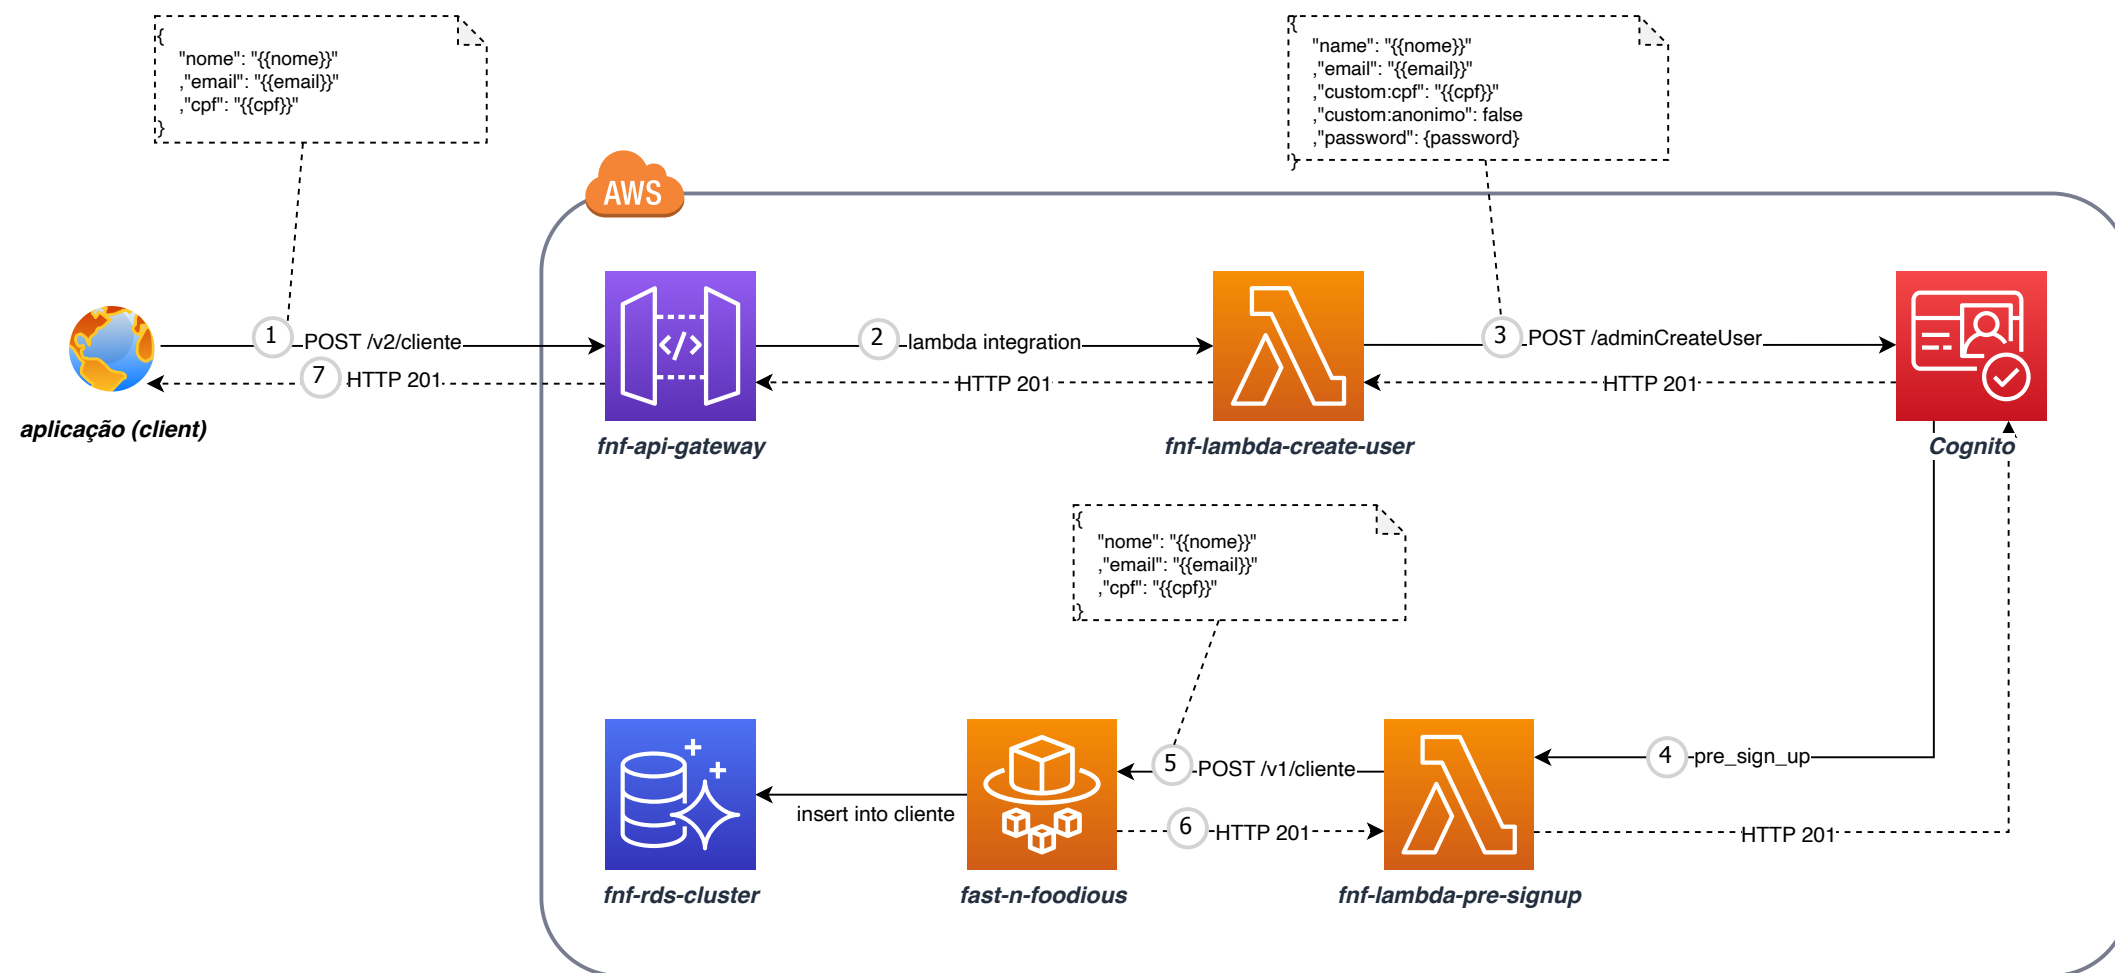 {
"nome": "{{nome}}"
,"email": "{{email}}"
,"cpf": "{{cpf}}"
}
{
"name": "{{nome}}"
,"email": "{{email}}"
,"custom:cpf": "{{cpf}}"
,"custom:anonimo": false
,"password": {password}
}
AWS
1 POST /v2/cliente
7 HTTP 201
aplicação (client)
</>
fnf-api-gateway
2 lambda integration
HTTP 201
fnf-lambda-create-user
3 POST /adminCreateUser
HTTP 201
Cognito
{
"nome": "{{nome}}"
,"email": "{{email}}"
,"cpf": "{{cpf}}"
}
4 pre_sign_up
5 POST /v1/cliente
insert into cliente
6 HTTP 201
HTTP 201
fnf-rds-cluster
fast-n-foodious
fnf-lambda-pre-signup